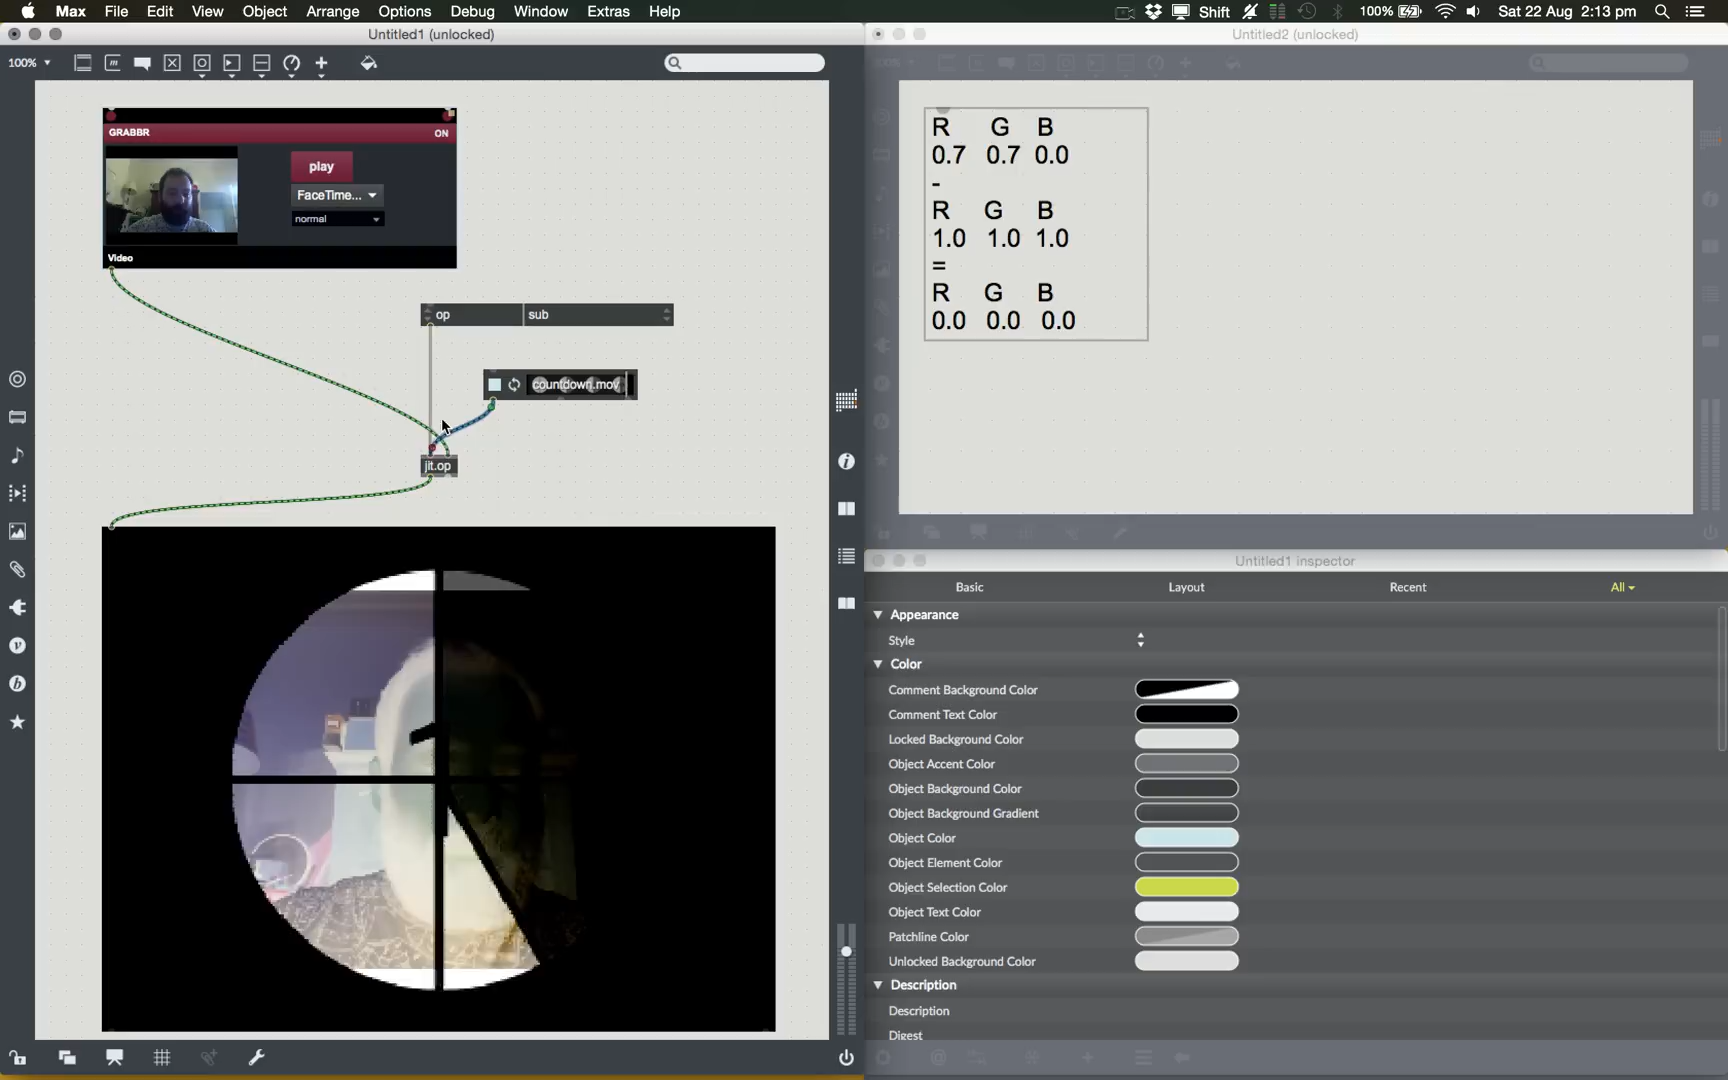 Max File Edit View Object Arrange Options Debug Window Extras Help
Shift 100% Sat 22 Aug 2:13 pm
Untitled1 (unlocked)
100%
GRABBR ON
play
FaceTime...
normal
Video
op sub
countdown.mov
jit.op
Untitled2 (unlocked)
R G B
0.7 0.7 0.0
-
R G B
1.0 1.0 1.0
=
R G B
0.0 0.0 0.0
Untitled1 inspector
Basic Layout Recent All
Appearance
Style
Color
Comment Background Color
Comment Text Color
Locked Background Color
Object Accent Color
Object Background Color
Object Background Gradient
Object Color
Object Element Color
Object Selection Color
Object Text Color
Patchline Color
Unlocked Background Color
Description
Description
Digest